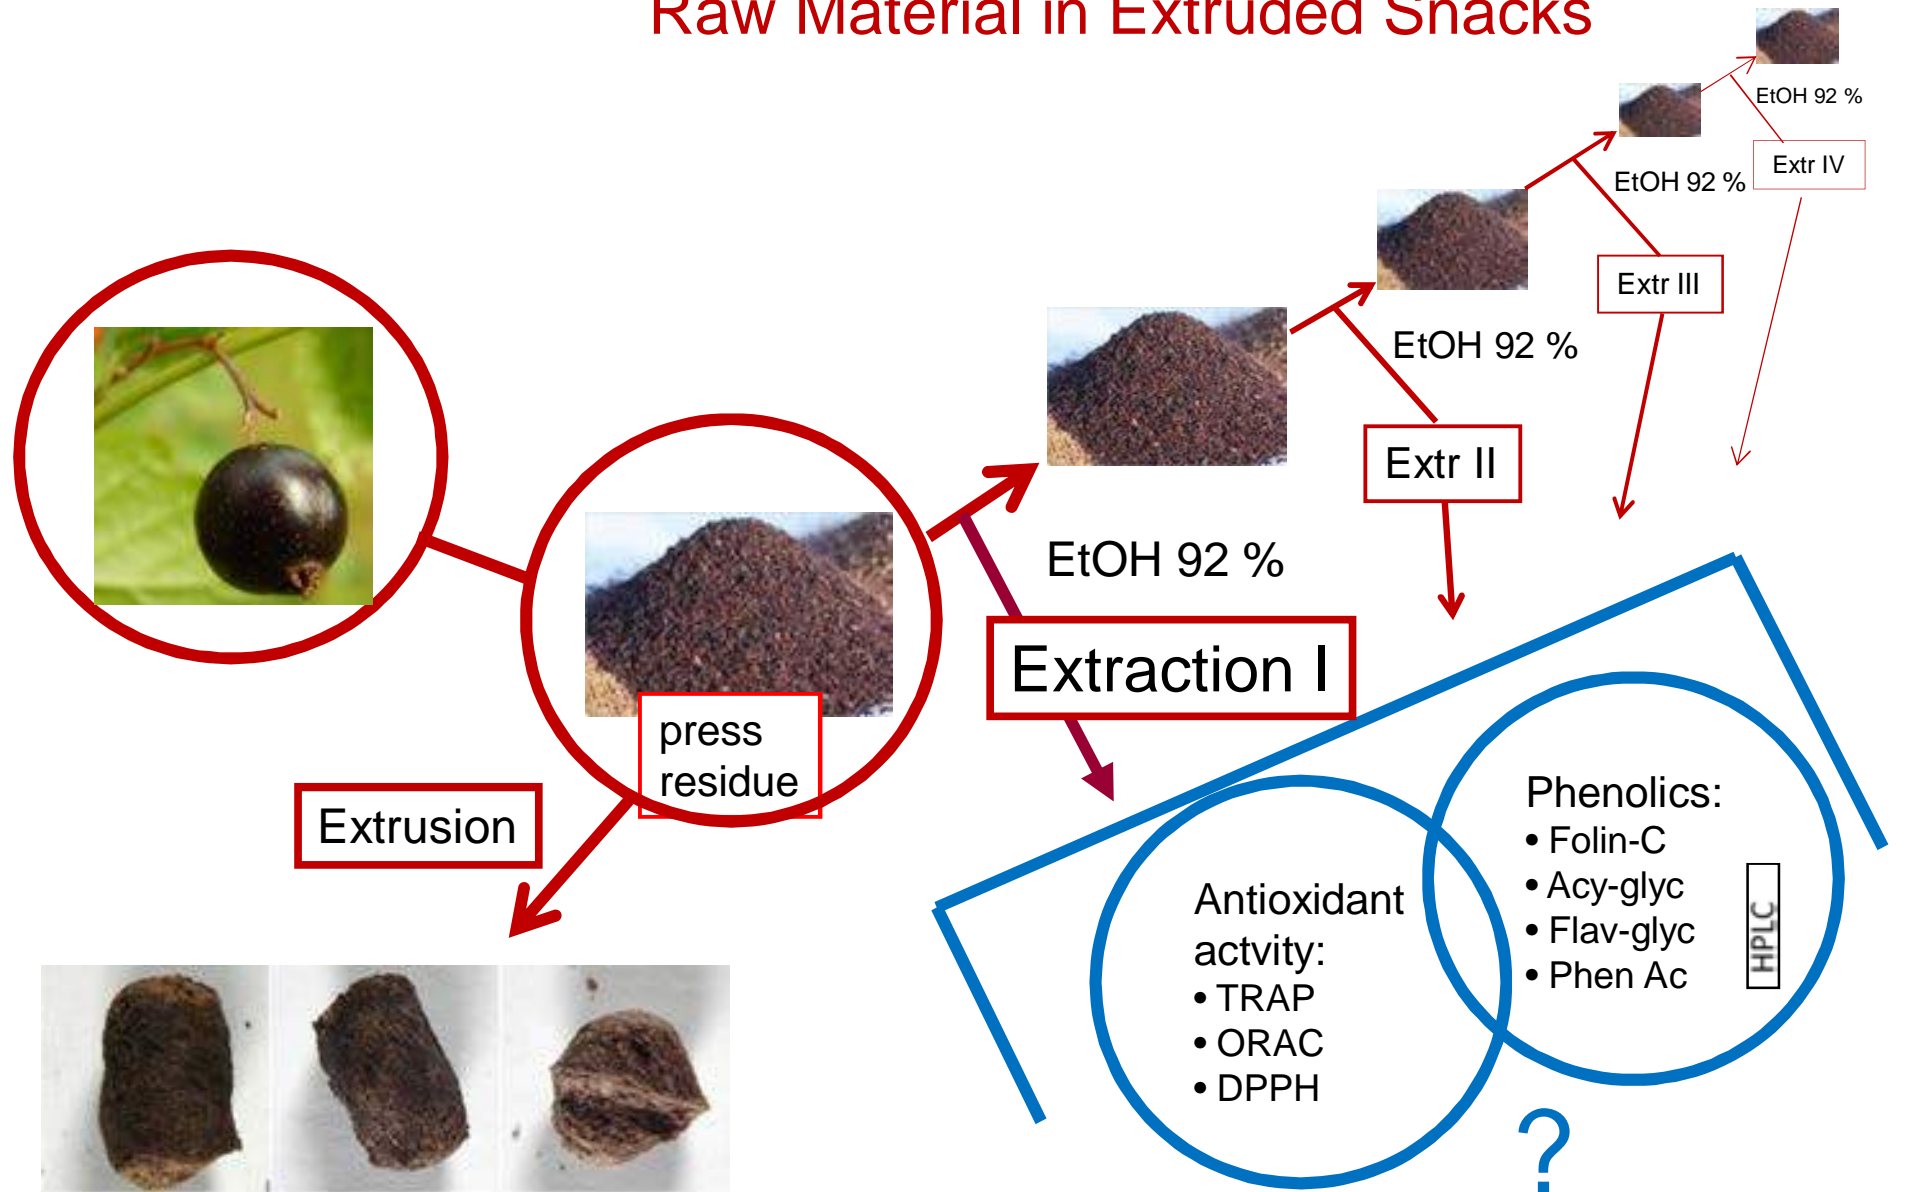 Raw Material in Extruded Snacks
EtOH 92 %
Extr IV
EtOH 92 %
Extr III
EtOH 92 %
Extr II
EtOH 92 %
Extraction I
press
residue
Extrusion
Phenolics:
• Folin-C
• Acy-glyc
• Flav-glyc
• Phen Ac
HPLC
Antioxidant
actvity:
• TRAP
• ORAC
• DPPH
?